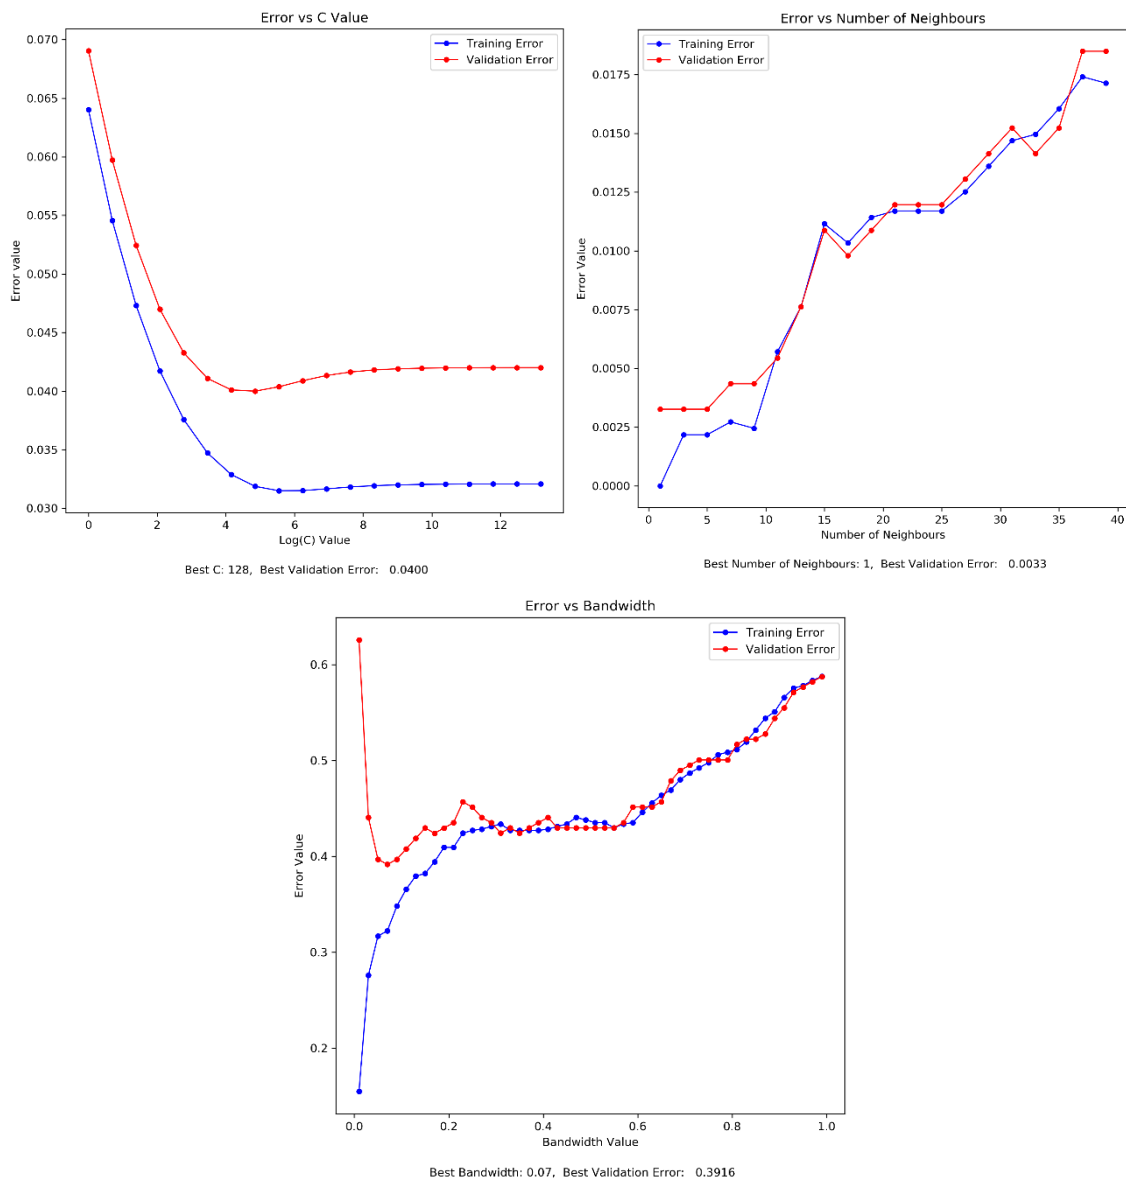 Error vs C Value
Training Error
Validation Error
0.070
0.065
0.060
0.055
0.050
0.045
0.040
0.035
0.030
Error value
0 2 4 6 8 10 12
Log(C) Value
Best C: 128, Best Validation Error: 0.0400
Error vs Number of Neighbours
Training Error
Validation Error
0.0175
0.0150
0.0125
0.0100
0.0075
0.0050
0.0025
0.0000
Error Value
0 5 10 15 20 25 30 35 40
Number of Neighbours
Best Number of Neighbours: 1, Best Validation Error: 0.0033
Error vs Bandwidth
Training Error
Validation Error
0.6
0.5
0.4
0.3
0.2
Error Value
0.0 0.2 0.4 0.6 0.8 1.0
Bandwidth Value
Best Bandwidth: 0.07, Best Validation Error: 0.3916